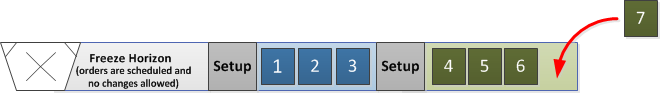 7
Freeze Horizon
(orders are scheduled and
no changes allowed)
Setup
1 2 3
Setup
4 5 6